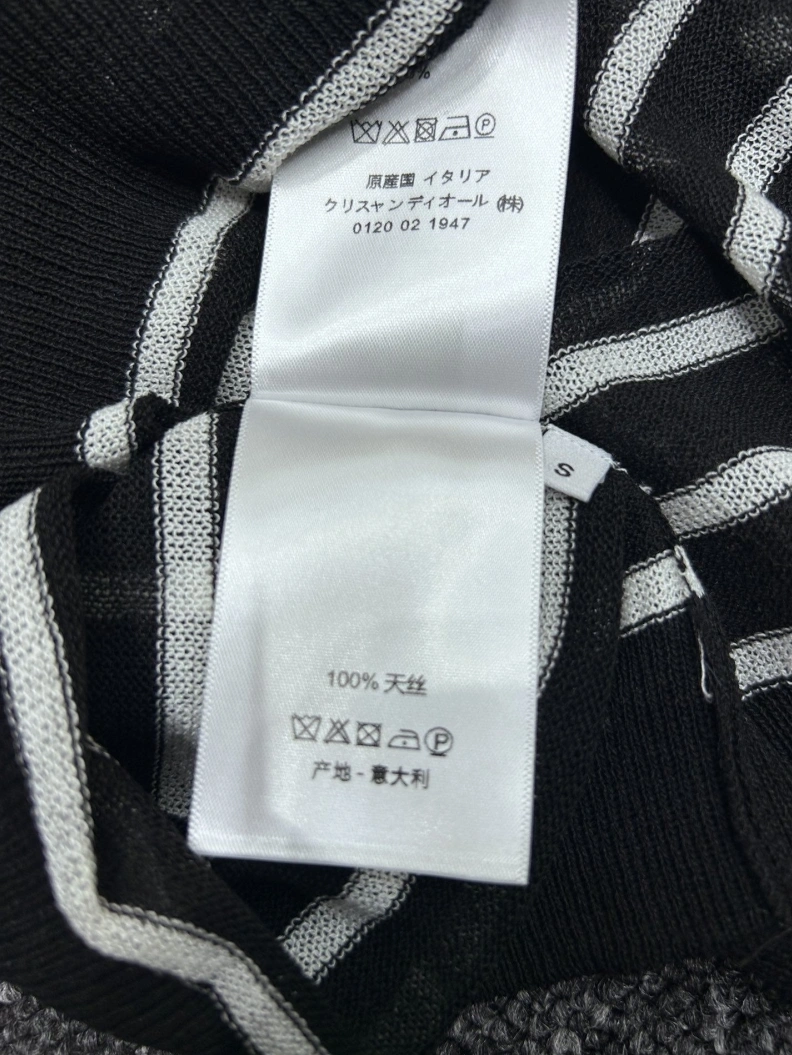 %
原産国 イタリア
クリスャンディオール (株)
0120 02 1947
S
100% 天丝
产地 - 意大利